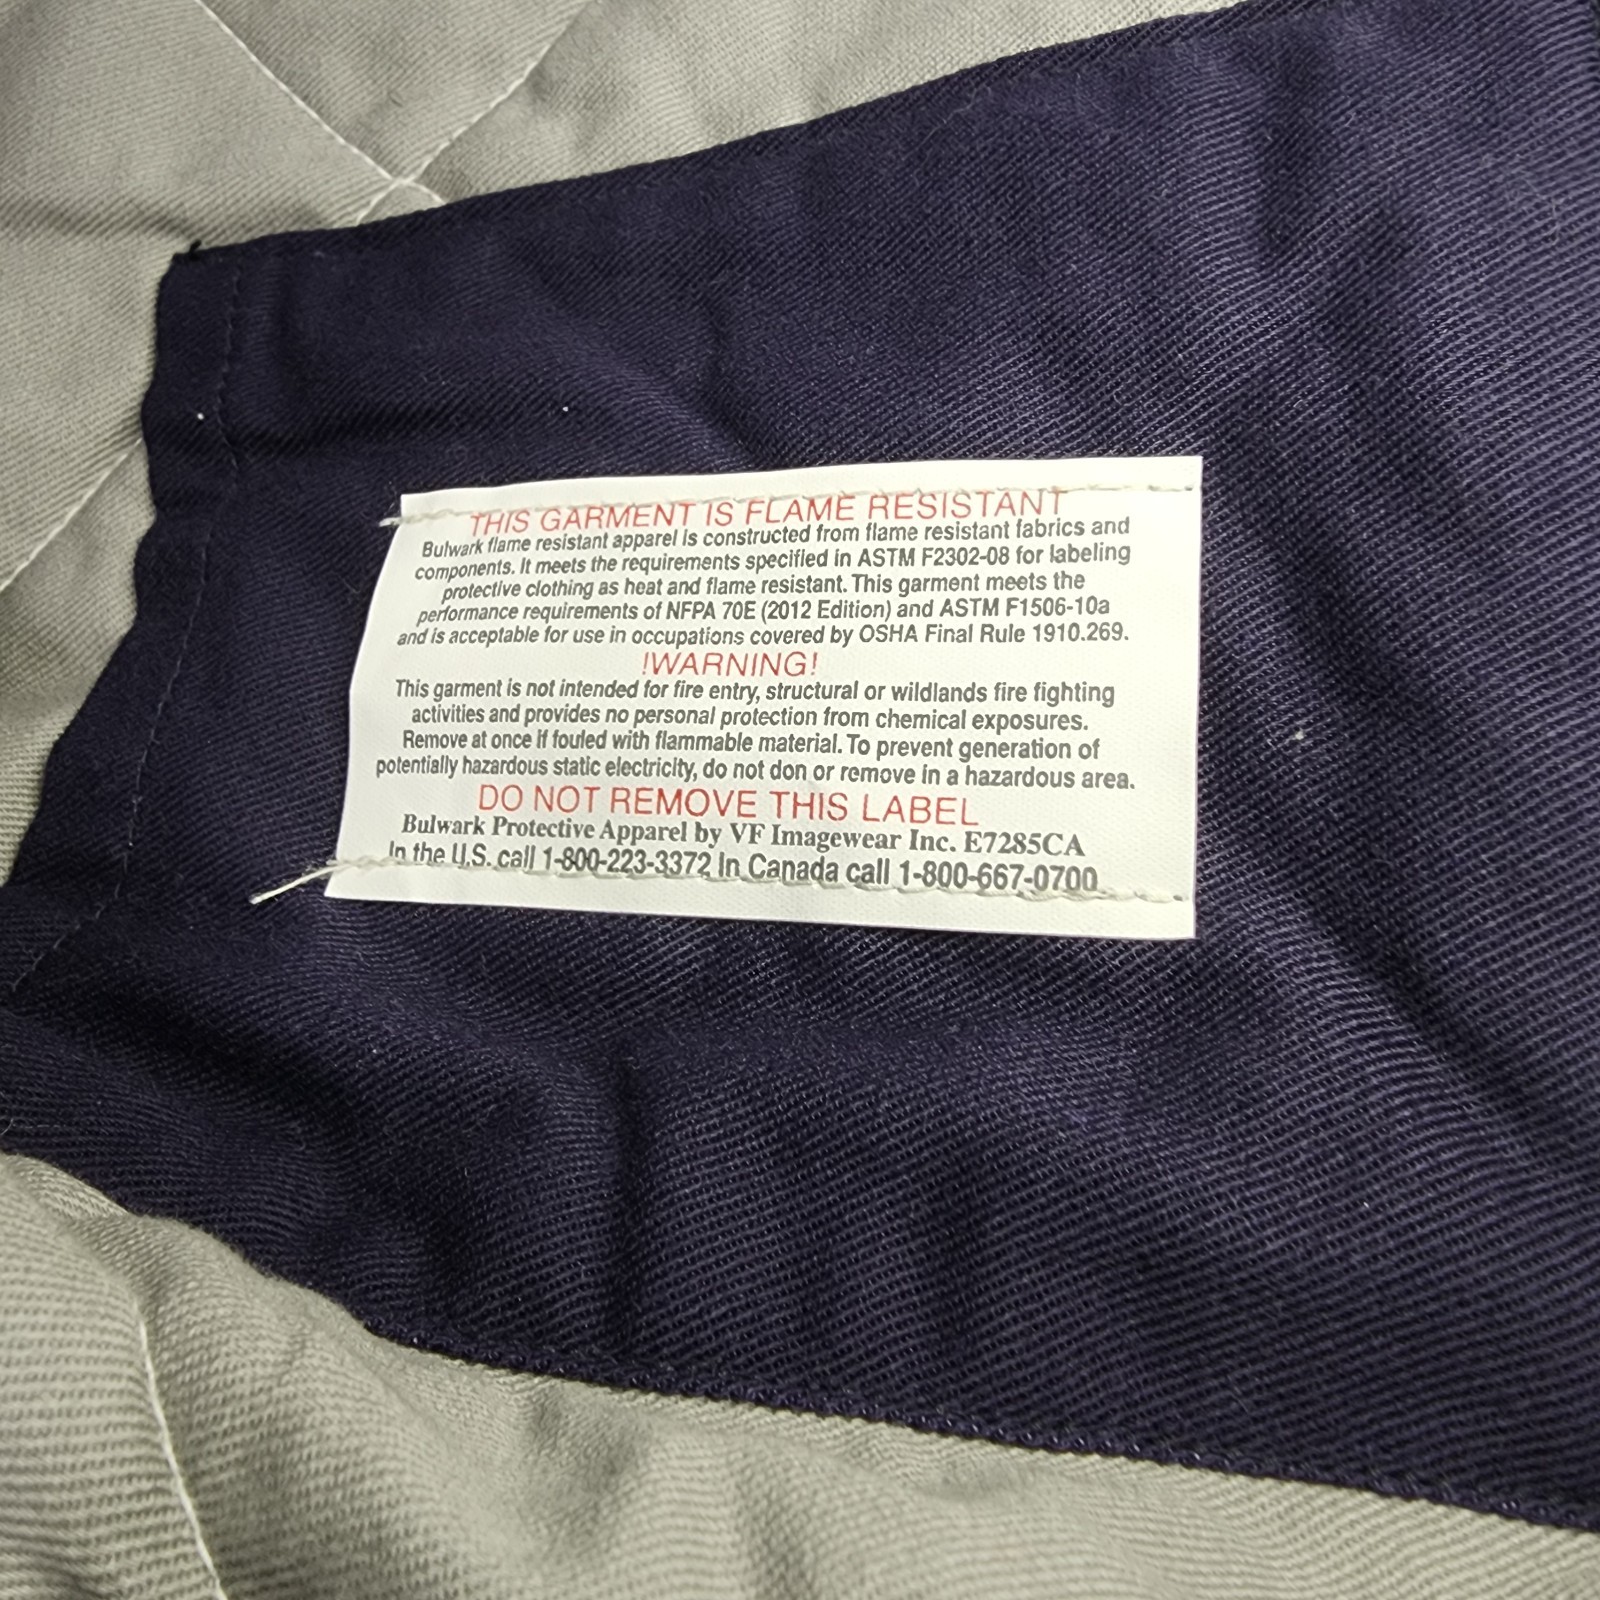 THIS GARMENT IS FLAME RESISTANT
Bulwark flame resistant apparel is constructed from flame resistant fabrics and
components. It meets the requirements specified in ASTM F2302-08 for labeling
protective clothing as heat and flame resistant. This garment meets the
performance requirements of NFPA 70E (2012 Edition) and ASTM F1506-10a
and is acceptable for use in occupations covered by OSHA Final Rule 1910.269.
!WARNING!
This garment is not intended for fire entry, structural or wildlands fire fighting
activities and provides no personal protection from chemical exposures.
Remove at once if fouled with flammable material. To prevent generation of
potentially hazardous static electricity, do not don or remove in a hazardous area.
DO NOT REMOVE THIS LABEL
Bulwark Protective Apparel by VF Imagewear Inc. E7285CA
In the U.S. call 1-800-223-3372 In Canada call 1-800-667-0700